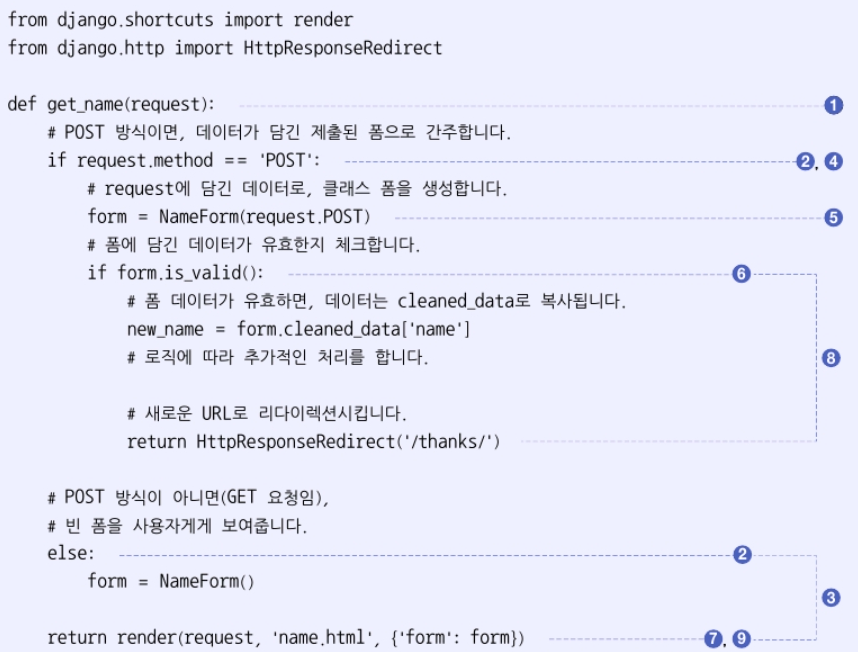 from django.shortcuts import render
from django.http import HttpResponseRedirect

def get_name(request): ❶
    # POST 방식이면, 데이터가 담긴 제출된 폼으로 간주합니다.
    if request.method == 'POST': ❷, ❹
        # request에 담긴 데이터로, 클래스 폼을 생성합니다.
        form = NameForm(request.POST) ❺
        # 폼에 담긴 데이터가 유효한지 체크합니다.
        if form.is_valid(): ❻
            # 폼 데이터가 유효하면, 데이터는 cleaned_data로 복사됩니다.
            new_name = form.cleaned_data['name']
            # 로직에 따라 추가적인 처리를 합니다. ❽

            # 새로운 URL로 리다이렉션시킵니다.
            return HttpResponseRedirect('/thanks/')

    # POST 방식이 아니면(GET 요청임),
    # 빈 폼을 사용자게게 보여줍니다.
    else: ❷
        form = NameForm()
❸
    return render(request, 'name.html', {'form': form}) ❼, ❾